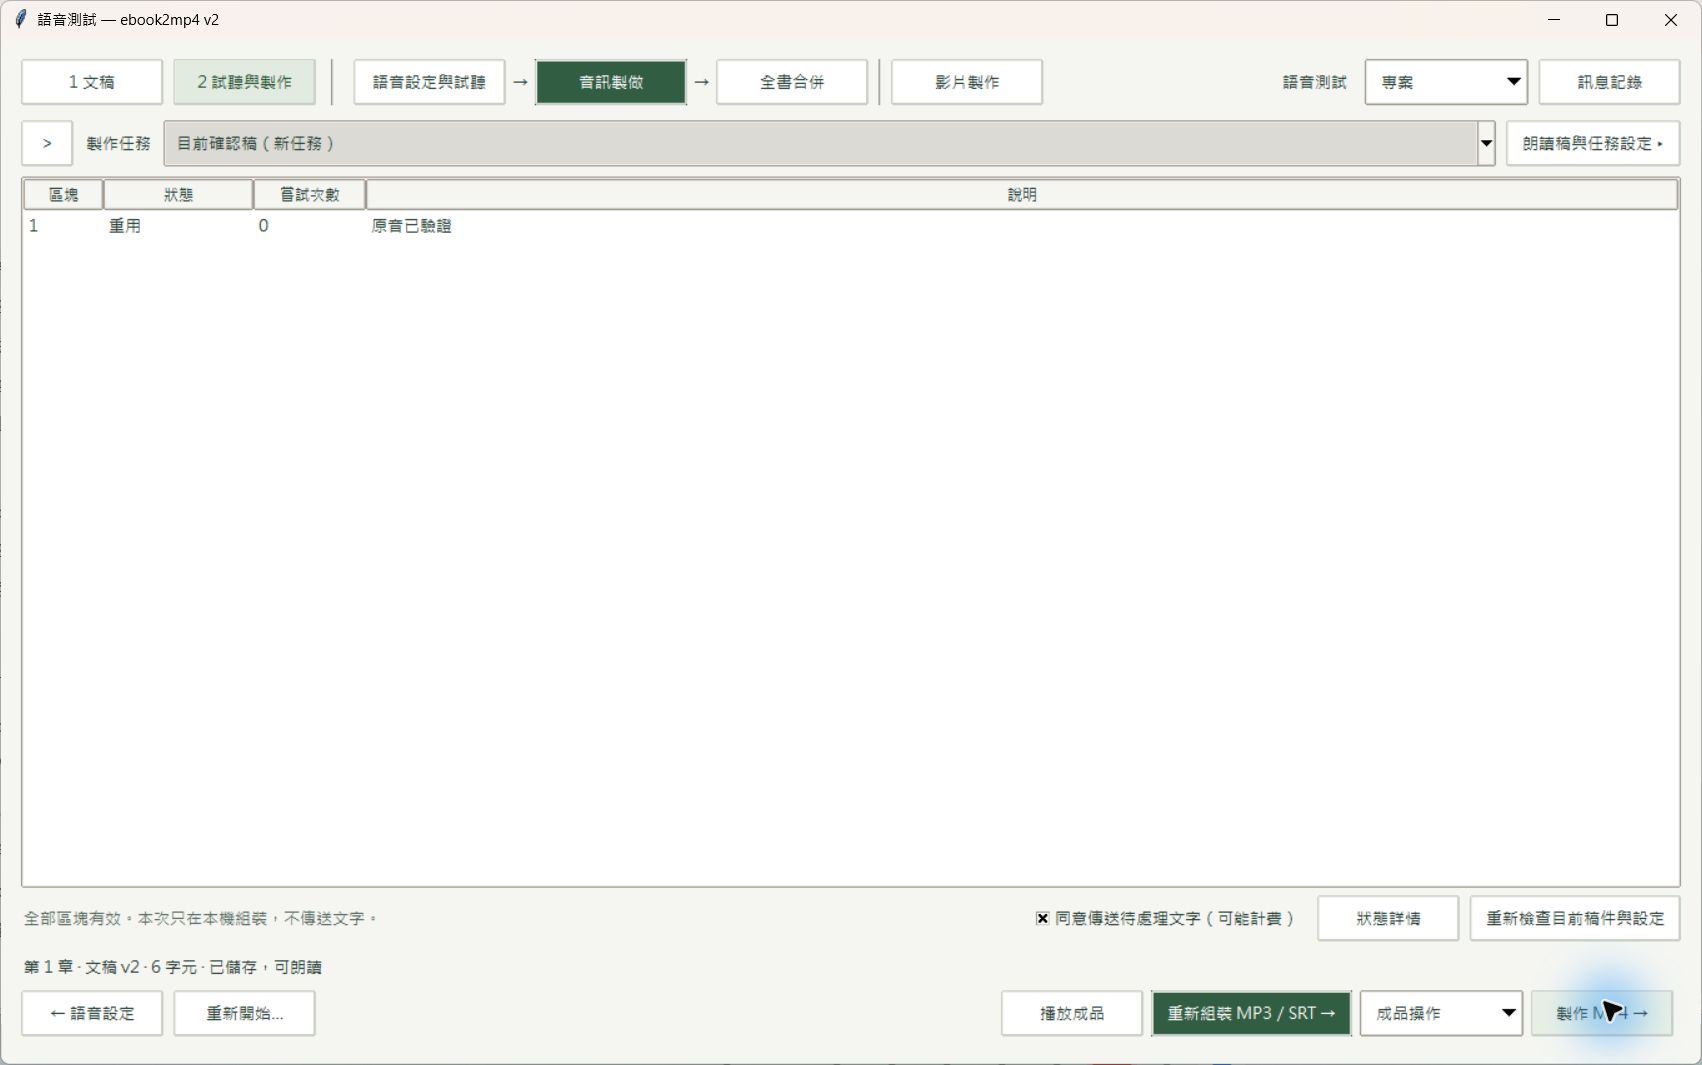 語音測試 — ebook2mp4 v2
1 文稿 2 試聽與製作 語音設定與試聽 → 音訊製做 → 全書合併 影片製作 語音測試 專案 訊息記錄
> 製作任務 目前確認稿 ( 新任務 ) 朗讀稿與任務設定 ▸
區塊 狀態 嘗試次數 說明
1 重用 0 原音已驗證
全部區塊有效。本次只在本機組裝，不傳送文字。 同意傳送待處理文字 ( 可能計費 ) 狀態詳情 重新檢查目前稿件與設定
第 1 章 · 文稿 v2 · 6 字元 · 已儲存，可朗讀
← 語音設定 重新開始... 播放成品 重新組裝 MP3 / SRT → 成品操作 製作 MP4 →